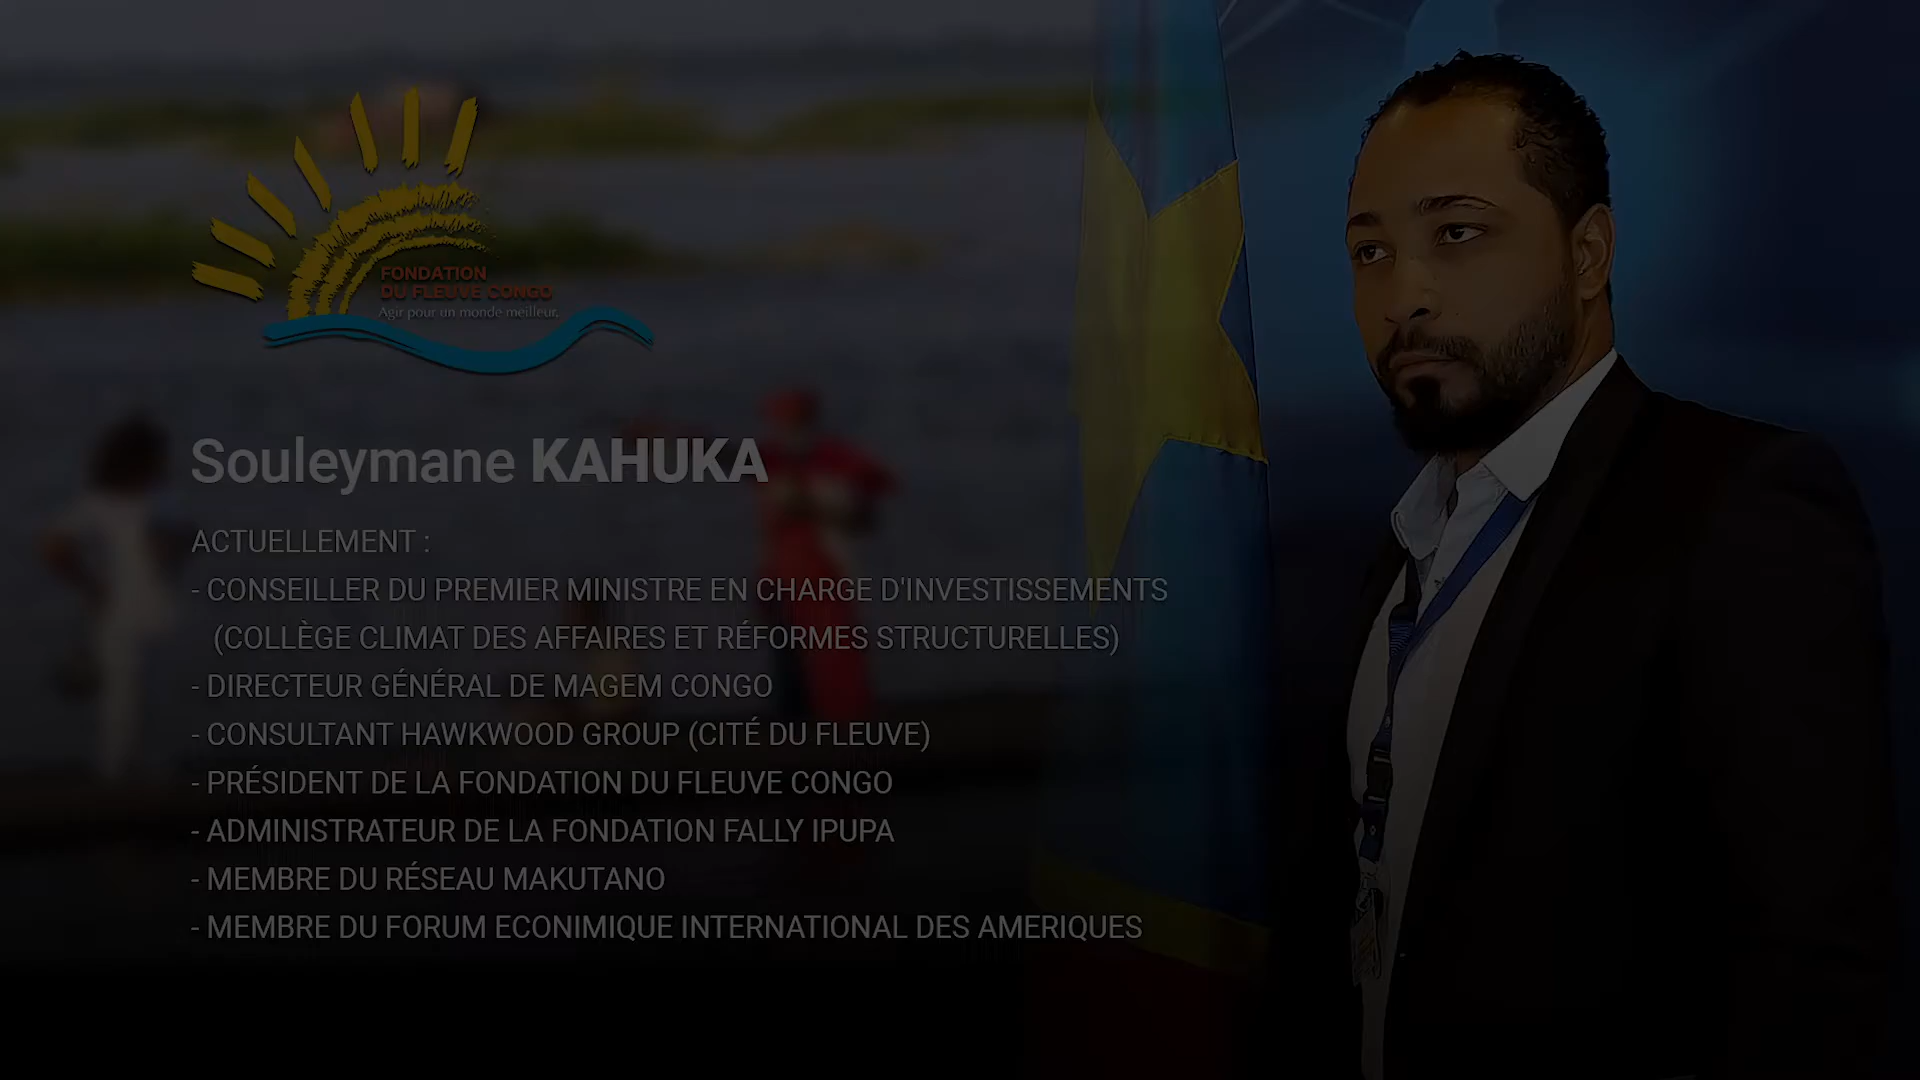 FONDATION
DU FLEUVE CONGO
Agir pour un monde meilleur.
Souleymane KAHUKA
ACTUELLEMENT :
- CONSEILLER DU PREMIER MINISTRE EN CHARGE D'INVESTISSEMENTS
(COLLÈGE CLIMAT DES AFFAIRES ET RÉFORMES STRUCTURELLES)
- DIRECTEUR GÉNÉRAL DE MAGEM CONGO
- CONSULTANT HAWKWOOD GROUP (CITÉ DU FLEUVE)
- PRÉSIDENT DE LA FONDATION DU FLEUVE CONGO
- ADMINISTRATEUR DE LA FONDATION FALLY IPUPA
- MEMBRE DU RÉSEAU MAKUTANO
- MEMBRE DU FORUM ECONIMIQUE INTERNATIONAL DES AMERIQUES